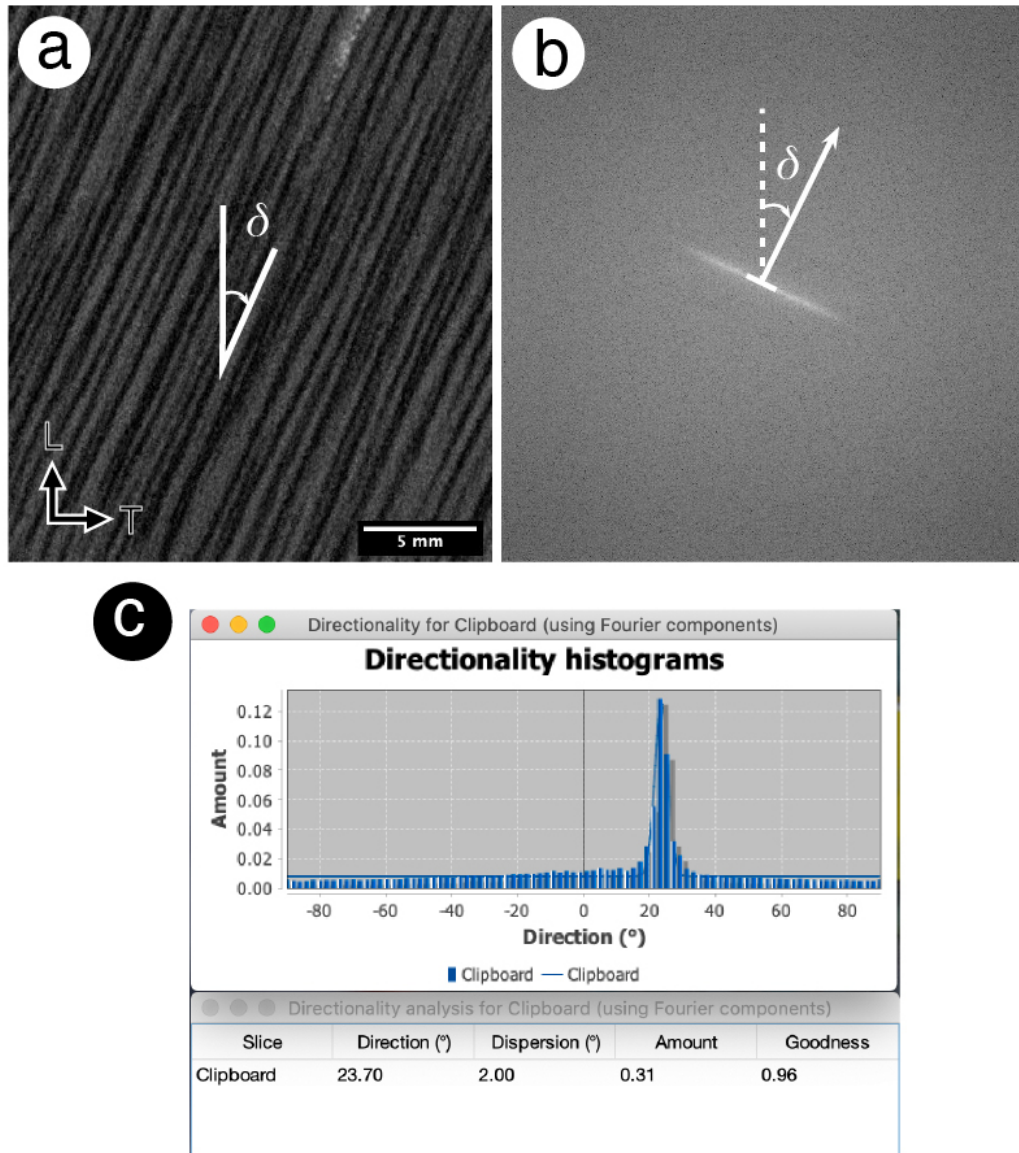 a
b
δ
δ
L
T
5 mm
c
Directionality for Clipboard (using Fourier components)
Directionality histograms
0.12
0.10
0.08
0.06
0.04
0.02
0.00
Amount
-80 -60 -40 -20 0 20 40 60 80
Direction (°)
Clipboard Clipboard
Directionality analysis for Clipboard (using Fourier components)
Slice Direction (°) Dispersion (°) Amount Goodness
Clipboard 23.70 2.00 0.31 0.96